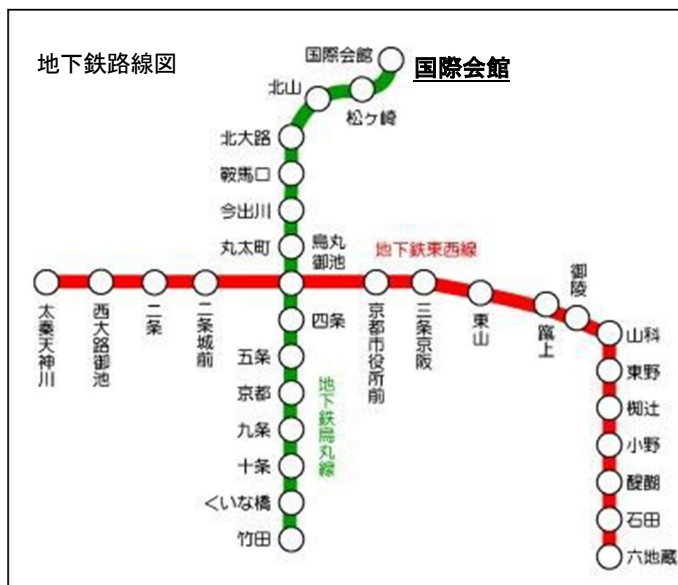 地下鉄路線図
国際会館
国際会館
北山
松ヶ崎
北大路
鞍馬口
今出川
丸太町
烏丸
御池
地下鉄東西線
御陵
太秦天神川
西大路御池
二条
二条城前
四条
京都市役所前
三条京阪
東山
蹴上
山科
五条
東野
京都
地下鉄烏丸線
椥辻
九条
小野
十条
醍醐
くいな橋
石田
竹田
六地蔵